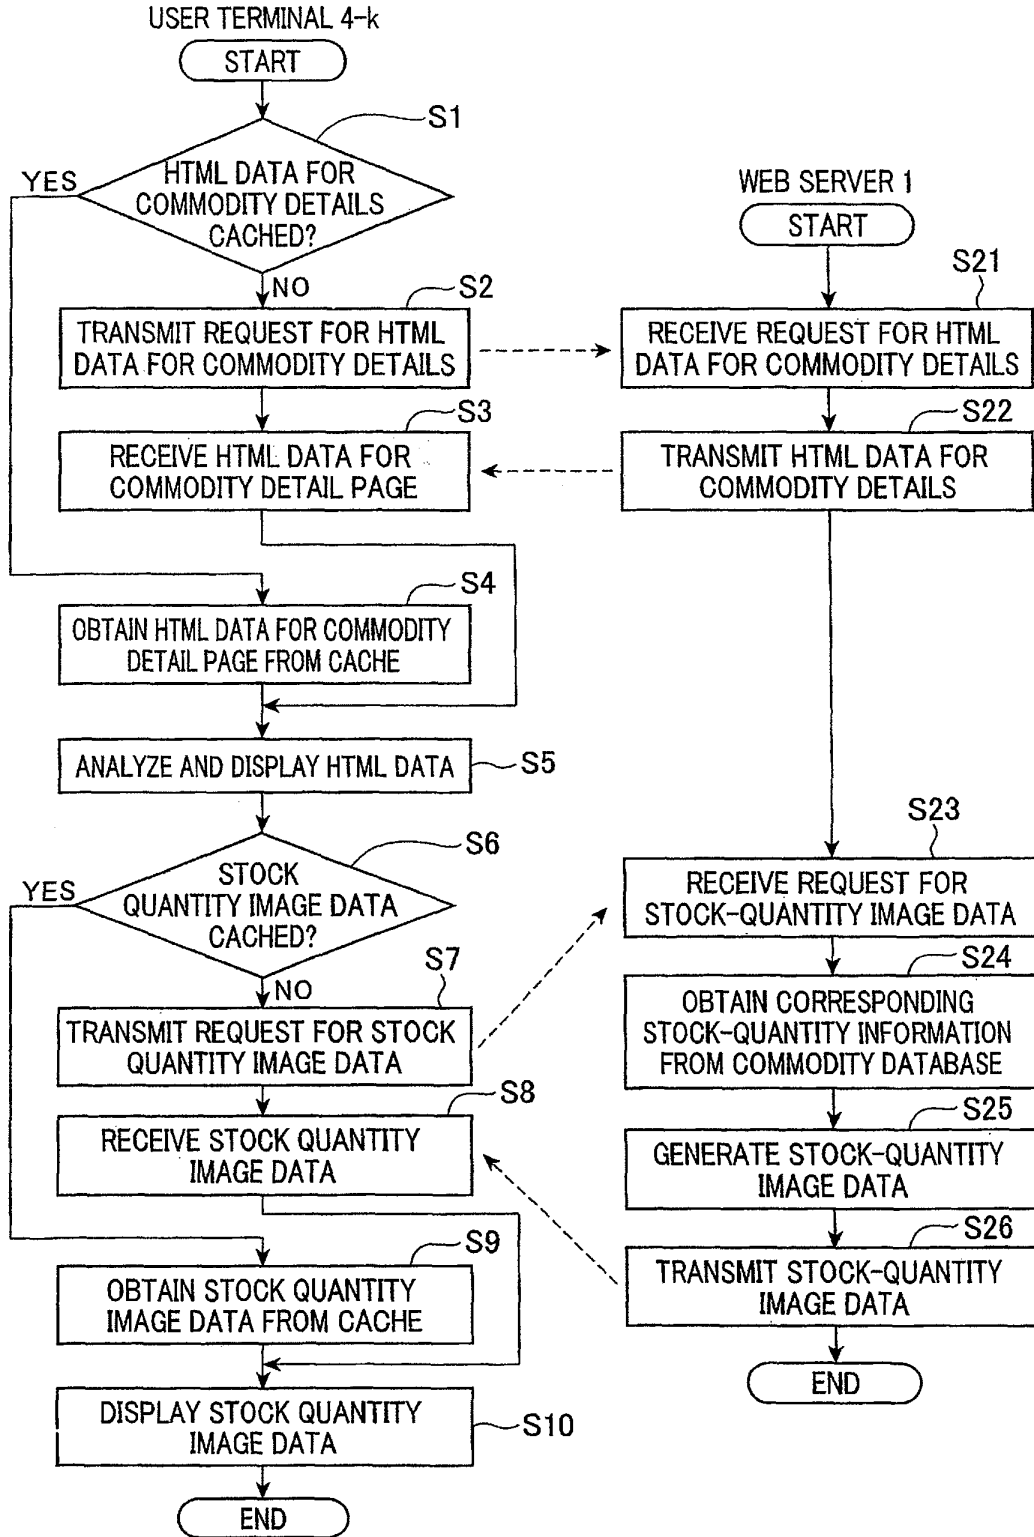 USER TERMINAL 4-k
START
S1
YES
HTML DATA FOR
COMMODITY DETAILS
CACHED?
NO
S2
TRANSMIT REQUEST FOR HTML
DATA FOR COMMODITY DETAILS
S3
RECEIVE HTML DATA FOR
COMMODITY DETAIL PAGE
S4
OBTAIN HTML DATA FOR COMMODITY
DETAIL PAGE FROM CACHE
ANALYZE AND DISPLAY HTML DATA
S5
S6
YES
STOCK
QUANTITY IMAGE DATA
CACHED?
NO
S7
TRANSMIT REQUEST FOR STOCK
QUANTITY IMAGE DATA
S8
RECEIVE STOCK QUANTITY
IMAGE DATA
S9
OBTAIN STOCK QUANTITY
IMAGE DATA FROM CACHE
DISPLAY STOCK QUANTITY
IMAGE DATA
S10
END
WEB SERVER 1
START
S21
RECEIVE REQUEST FOR HTML
DATA FOR COMMODITY DETAILS
S22
TRANSMIT HTML DATA FOR
COMMODITY DETAILS
S23
RECEIVE REQUEST FOR
STOCK-QUANTITY IMAGE DATA
S24
OBTAIN CORRESPONDING
STOCK-QUANTITY INFORMATION
FROM COMMODITY DATABASE
S25
GENERATE STOCK-QUANTITY
IMAGE DATA
S26
TRANSMIT STOCK-QUANTITY
IMAGE DATA
END